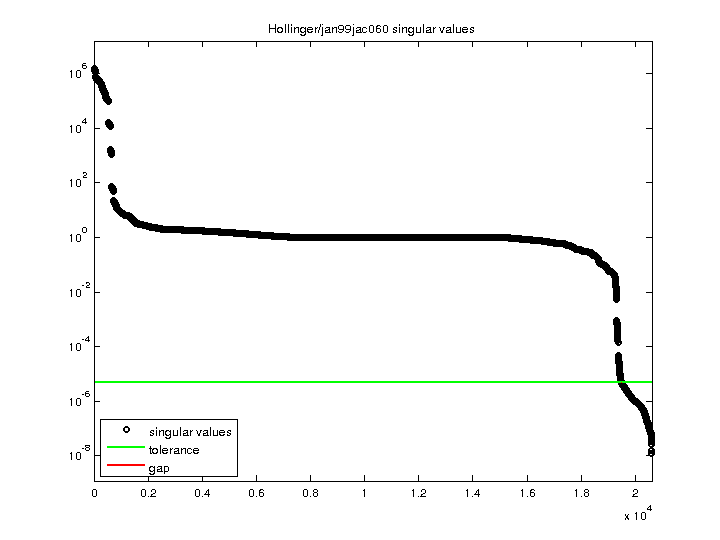 Hollinger/jan99jac060 singular values
10^6
10^4
10^2
10^0
10^-2
10^-4
10^-6
10^-8
singular values
tolerance
gap
0 0.2 0.4 0.6 0.8 1 1.2 1.4 1.6 1.8 2
x 10^4